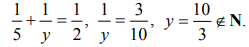 1/5 + 1/y = 1/2, 1/y = 3/10, y = 10/3 ∉ N.